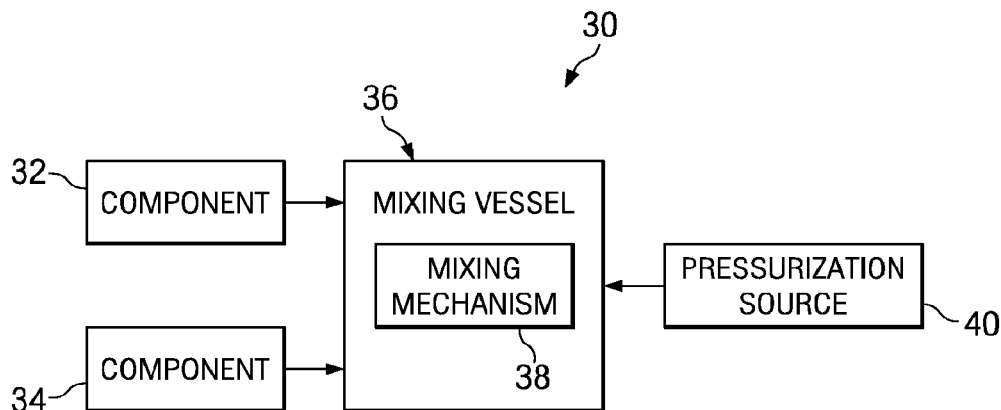 30
36
32
COMPONENT
MIXING VESSEL
MIXING
MECHANISM
38
PRESSURIZATION
SOURCE
40
34
COMPONENT